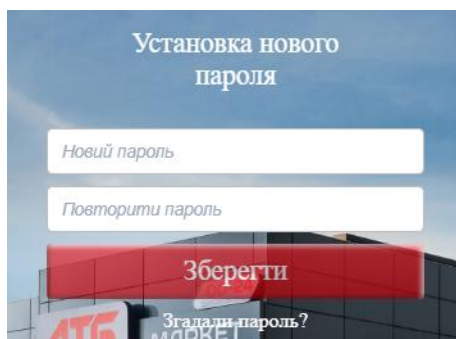 Установка нового
пароля
Новий пароль
Повторити пароль
Зберегти
Згадали пароль?
АТБ
МАРКЕТ